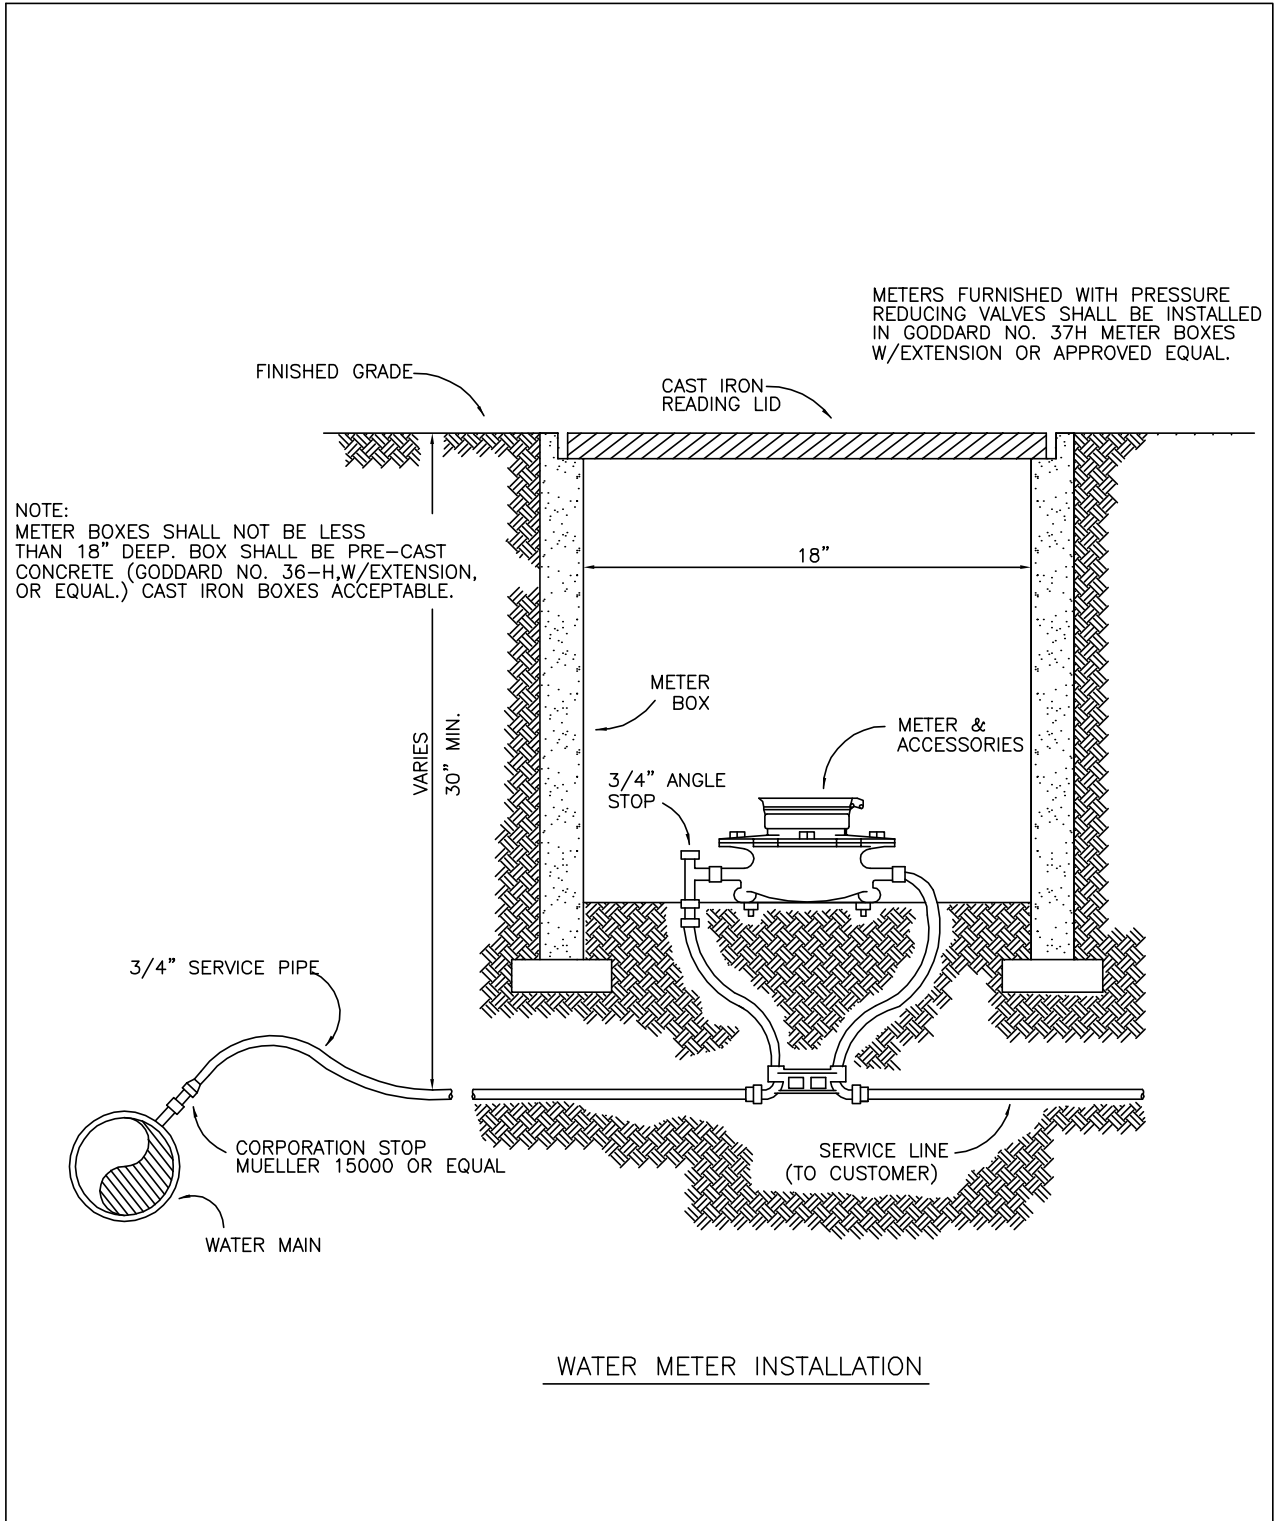 METERS FURNISHED WITH PRESSURE
REDUCING VALVES SHALL BE INSTALLED
IN GODDARD NO. 37H METER BOXES
W/EXTENSION OR APPROVED EQUAL.
FINISHED GRADE
CAST IRON
READING LID
NOTE:
METER BOXES SHALL NOT BE LESS
THAN 18" DEEP. BOX SHALL BE PRE-CAST
CONCRETE (GODDARD NO. 36-H,W/EXTENSION,
OR EQUAL.) CAST IRON BOXES ACCEPTABLE.
18"
METER
BOX
METER &
ACCESSORIES
VARIES
30" MIN.
3/4" ANGLE
STOP
3/4" SERVICE PIPE
CORPORATION STOP
MUELLER 15000 OR EQUAL
SERVICE LINE
(TO CUSTOMER)
WATER MAIN
WATER METER INSTALLATION